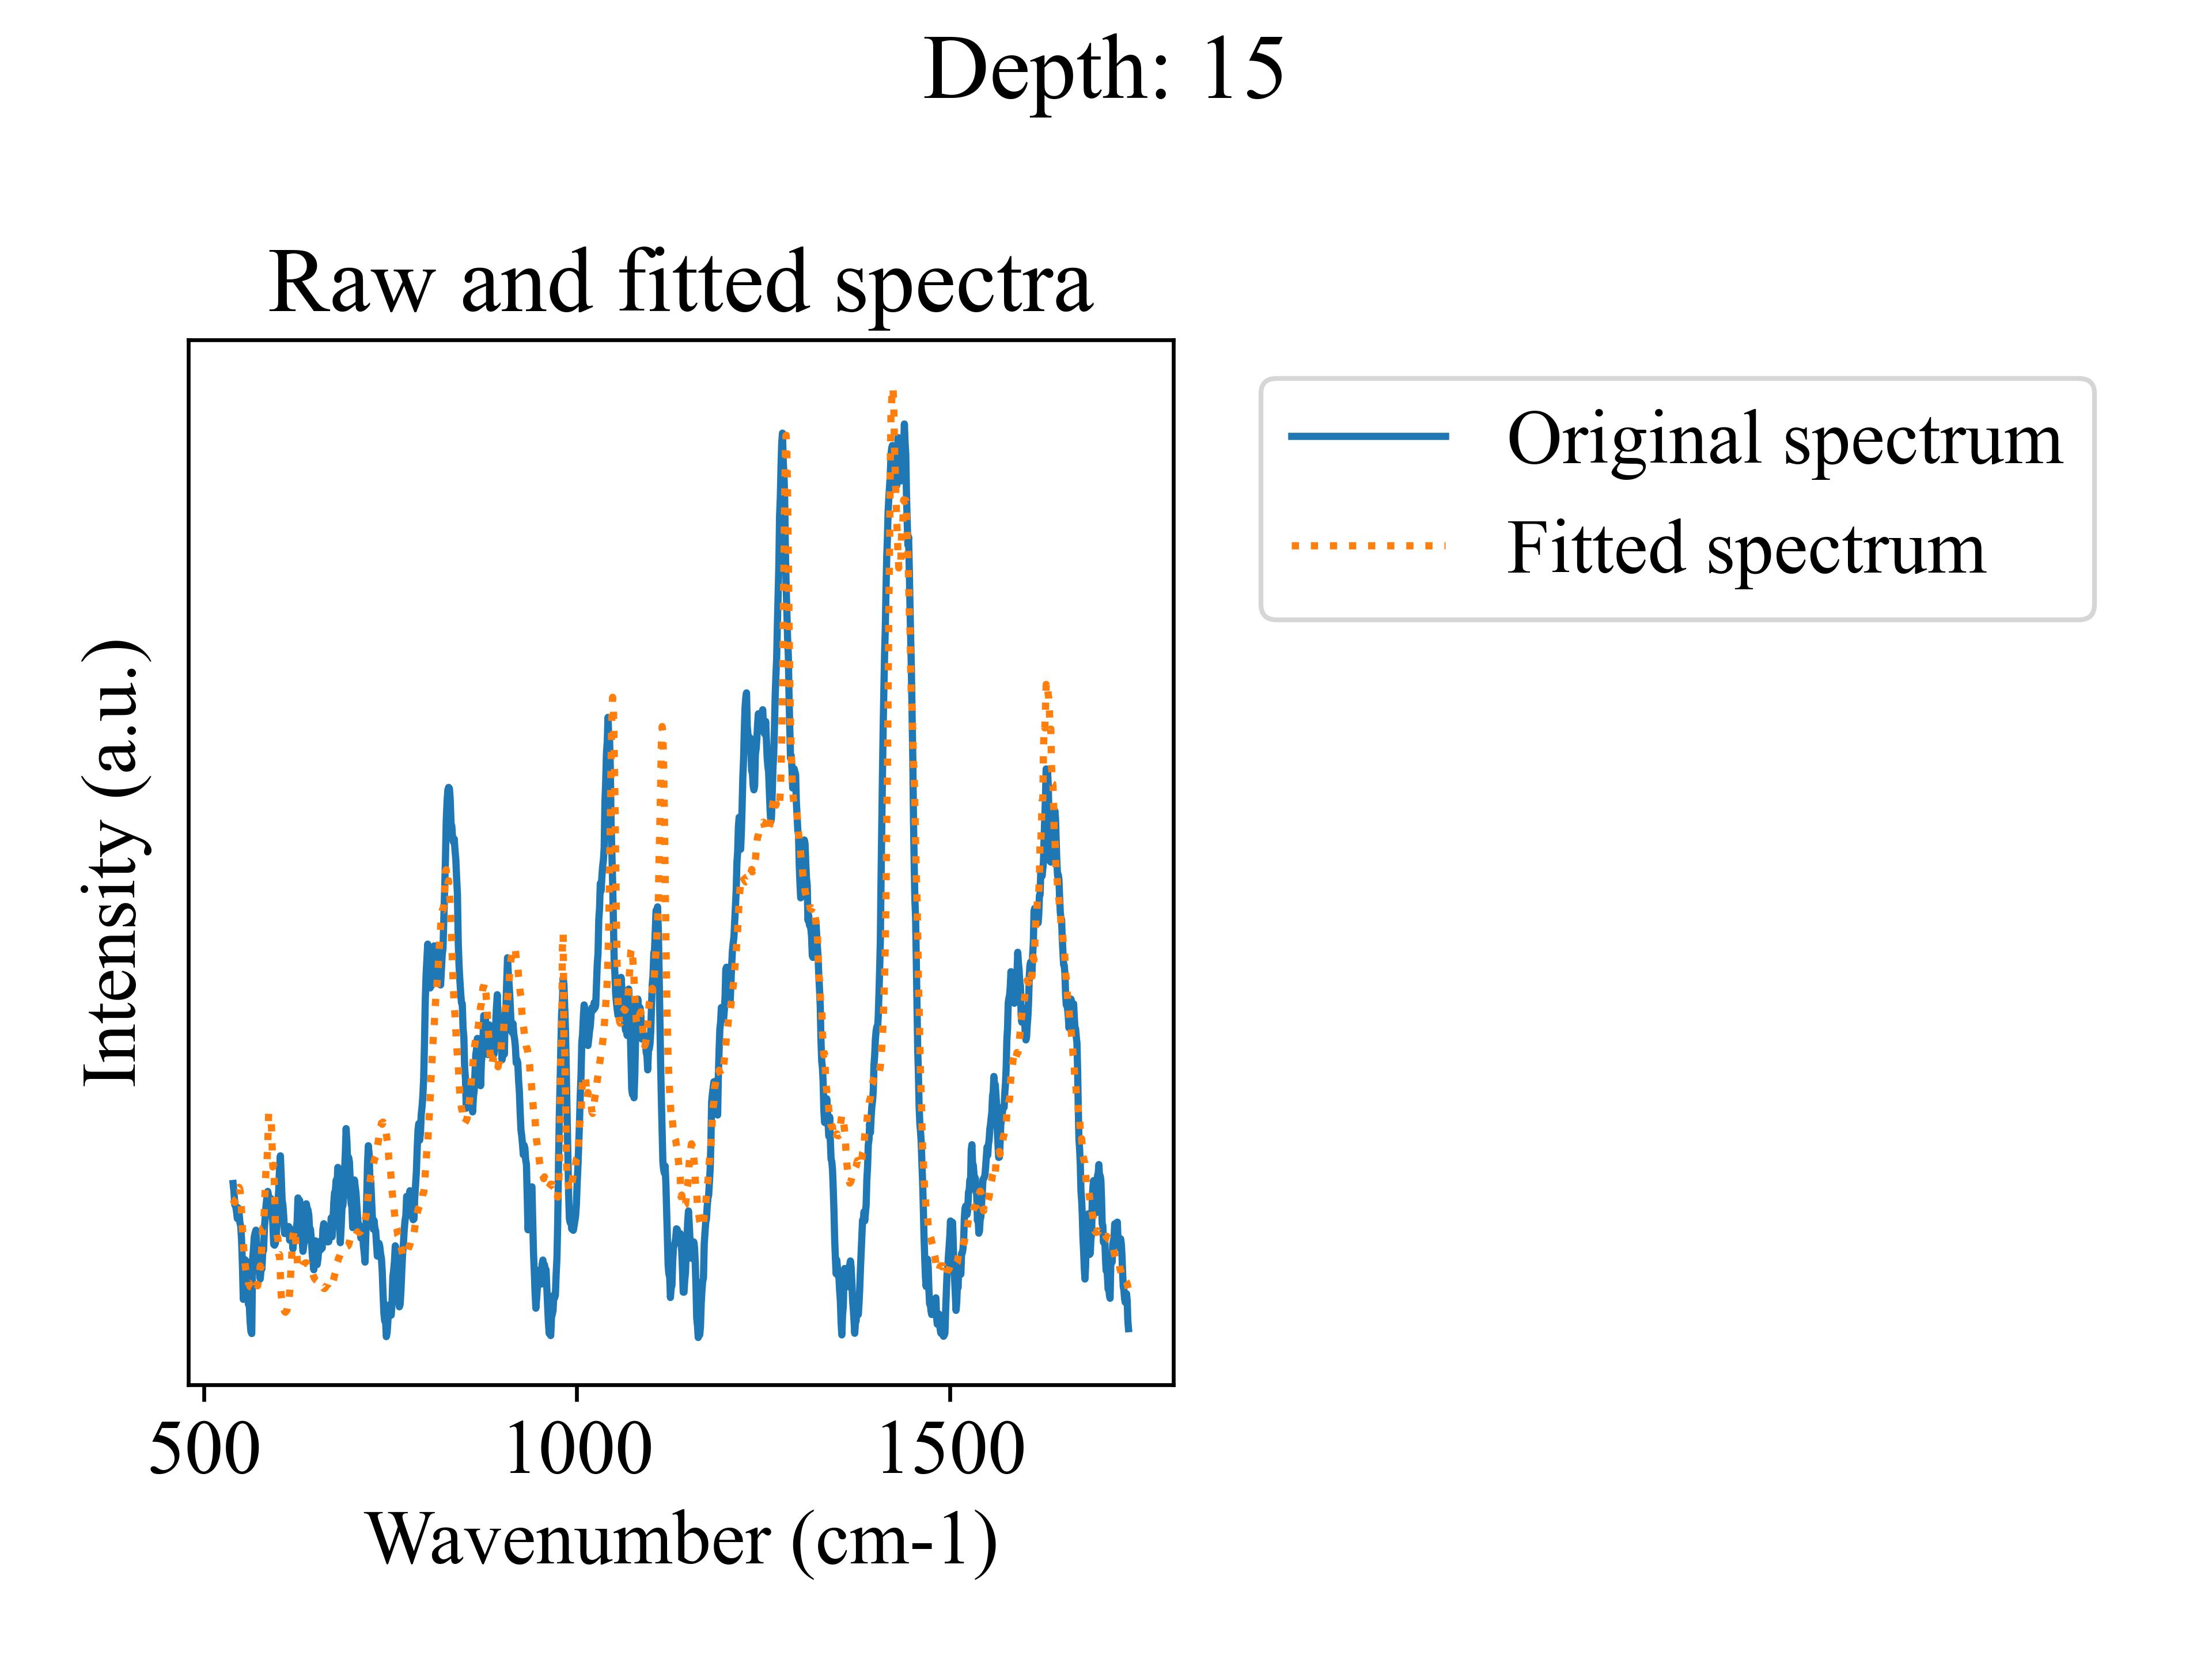 Depth: 15
Raw and fitted spectra
Original spectrum
Fitted spectrum
Intensity (a.u.)
500 1000 1500
Wavenumber (cm-1)